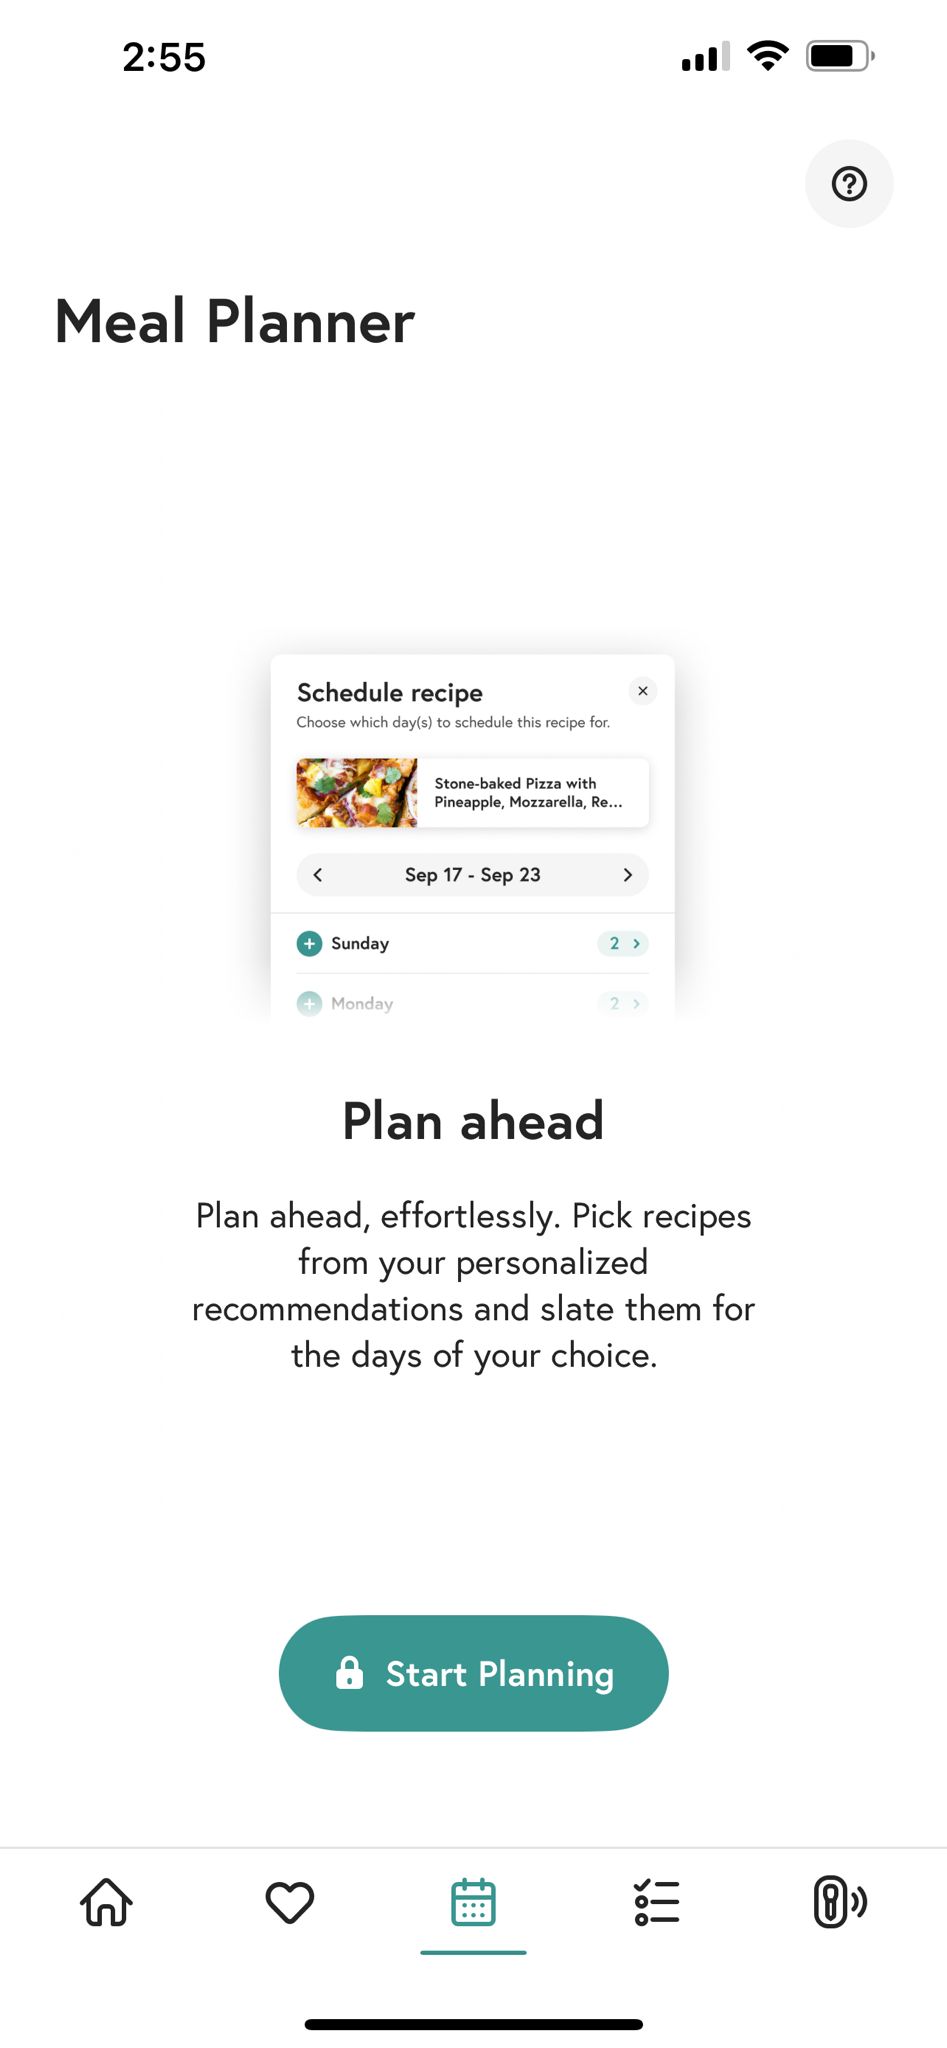 2:55
Meal Planner
Schedule recipe
Choose which day(s) to schedule this recipe for.
Stone-baked Pizza with
Pineapple, Mozzarella, Re...
Sep 17 - Sep 23
Sunday
2
Monday
2
Plan ahead
Plan ahead, effortlessly. Pick recipes
from your personalized
recommendations and slate them for
the days of your choice.
Start Planning